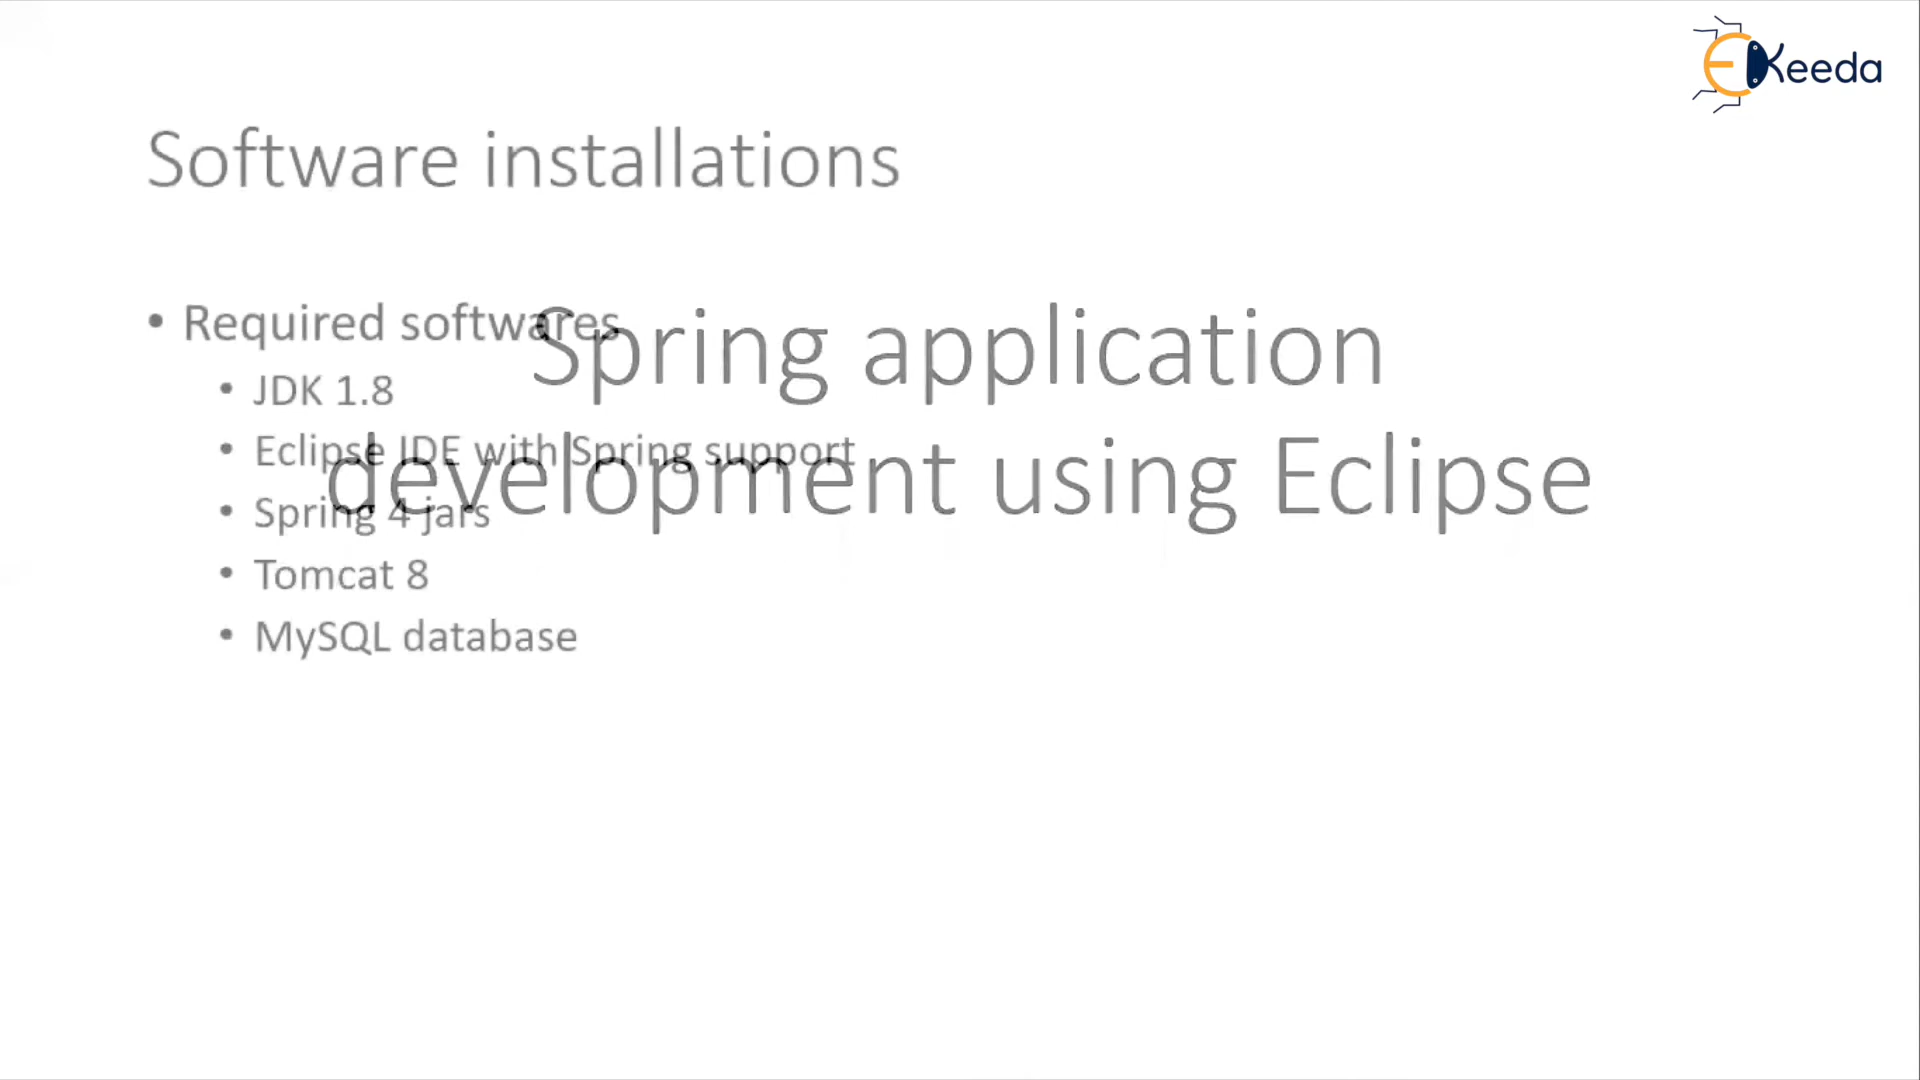 EKeeda
Software installations
• Required softwares
• JDK 1.8
• Eclipse IDE with Spring support
• Spring 4 jars
• Tomcat 8
• MySQL database
Spring application
development using Eclipse